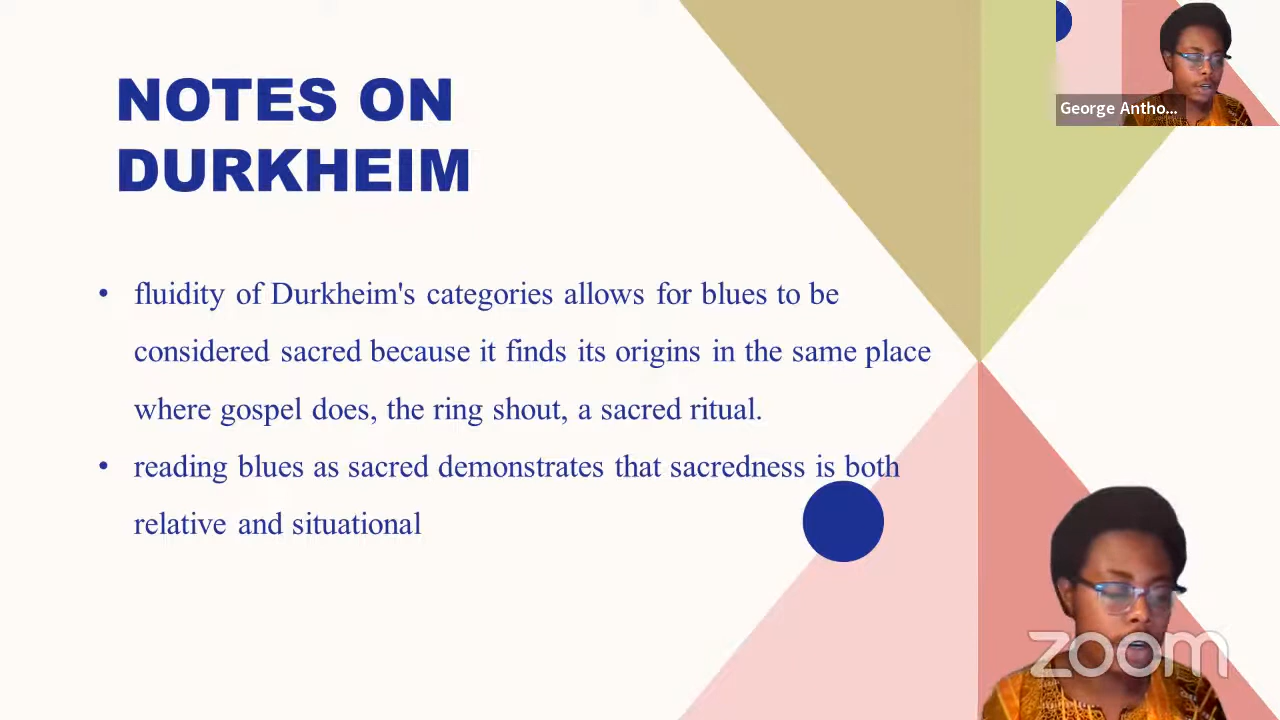 NOTES ON
DURKHEIM
George Antho...
• fluidity of Durkheim's categories allows for blues to be
considered sacred because it finds its origins in the same place
where gospel does, the ring shout, a sacred ritual.
• reading blues as sacred demonstrates that sacredness is both
relative and situational
zoom